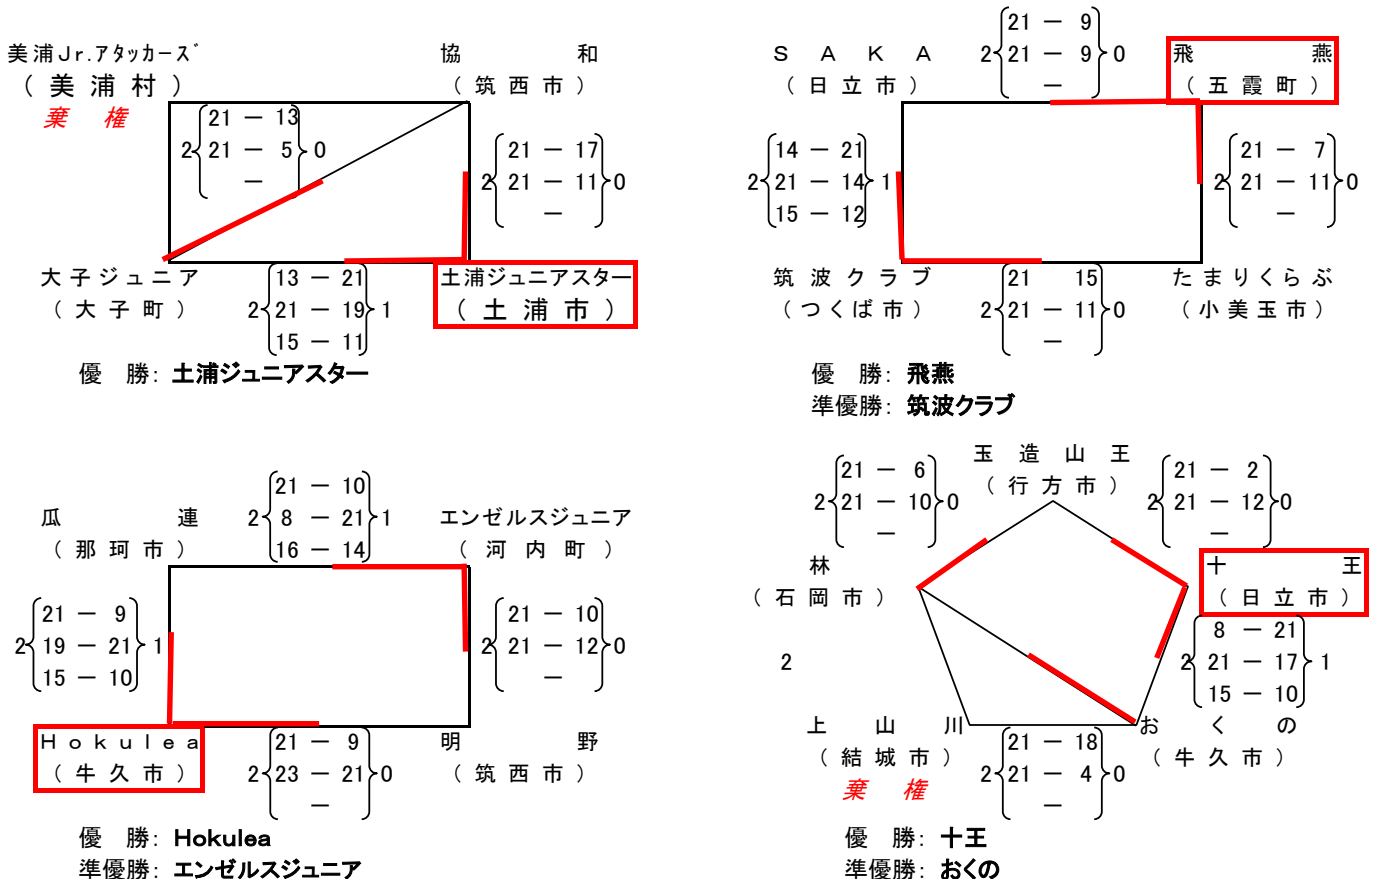 美浦Jr.アタッカーズ
（美浦村）
棄　権
協　和
（筑西市）
21 － 13
2 21 － 5 0
－
21 － 17
2 21 － 11 0
－
大子ジュニア
（大子町）
13 － 21
2 21 － 19 1
15 － 11
土浦ジュニアスター
（土浦市）
優　勝： 土浦ジュニアスター
ＳＡＫＡ
（日立市）
21 － 9
2 21 － 9 0
－
飛　燕
（五霞町）
14 － 21
2 21 － 14 1
15 － 12
21 － 7
2 21 － 11 0
－
筑波クラブ
（つくば市）
21 15
2 21 － 11 0
－
たまりくらぶ
（小美玉市）
優　勝： 飛燕
準優勝： 筑波クラブ
瓜　連
（那珂市）
21 － 10
2 8 － 21 1
16 － 14
エンゼルスジュニア
（河内町）
21 － 9
2 19 － 21 1
15 － 10
21 － 10
2 21 － 12 0
－
Ｈｏｋｕｌｅａ
（牛久市）
21 － 9
2 23 － 21 0
－
明　野
（筑西市）
優　勝： Hokulea
準優勝： エンゼルスジュニア
21 － 6
2 21 － 10 0
－
玉造山王
（行方市）
21 － 2
2 21 － 12 0
－
林
（石岡市）
十　王
（日立市）
2
8 － 21
2 21 － 17 1
15 － 10
上山川
（結城市）
棄　権
21 － 18
2 21 － 4 0
－
おくの
（牛久市）
優　勝： 十王
準優勝： おくの